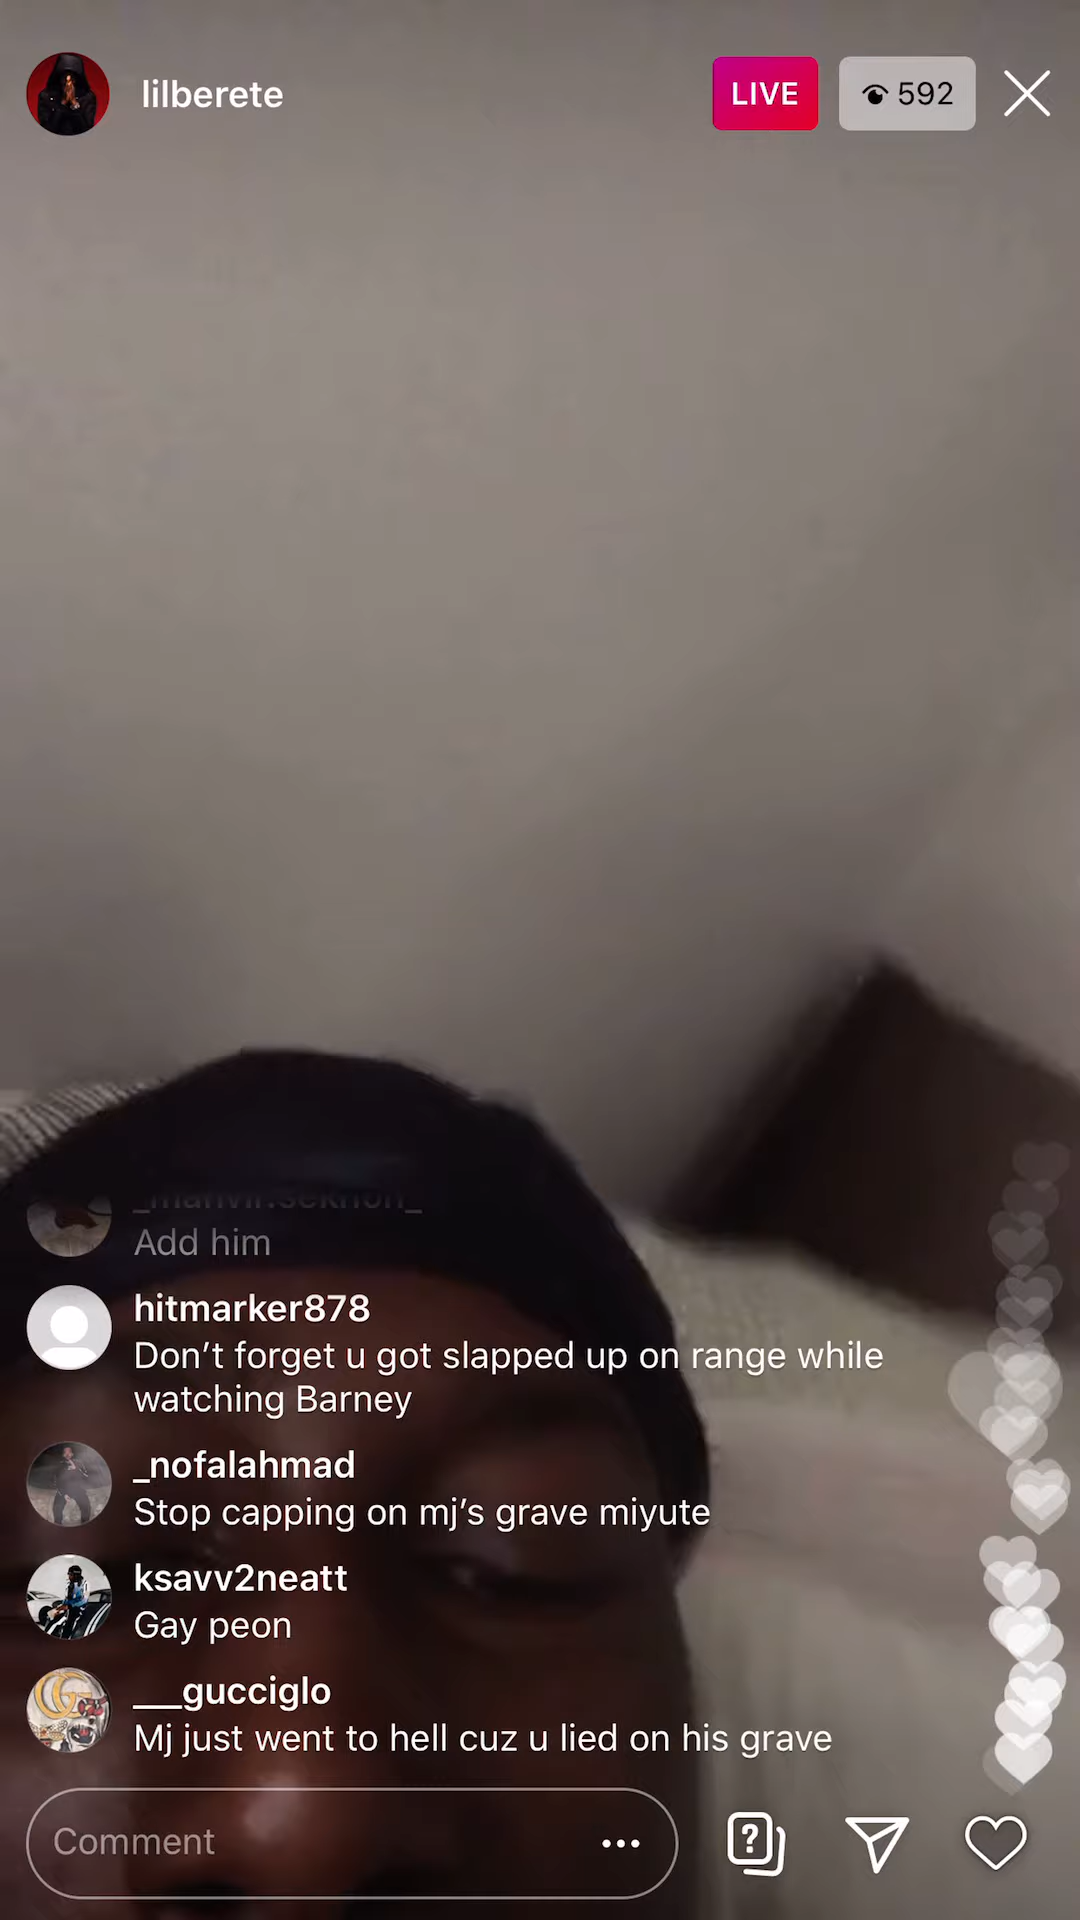 lilberete
LIVE
592
Add him
hitmarker878
Don’t forget u got slapped up on range while
watching Barney
_nofalahmad
Stop capping on mj’s grave miyute
ksavv2neatt
Gay peon
___gucciglo
Mj just went to hell cuz u lied on his grave
Comment